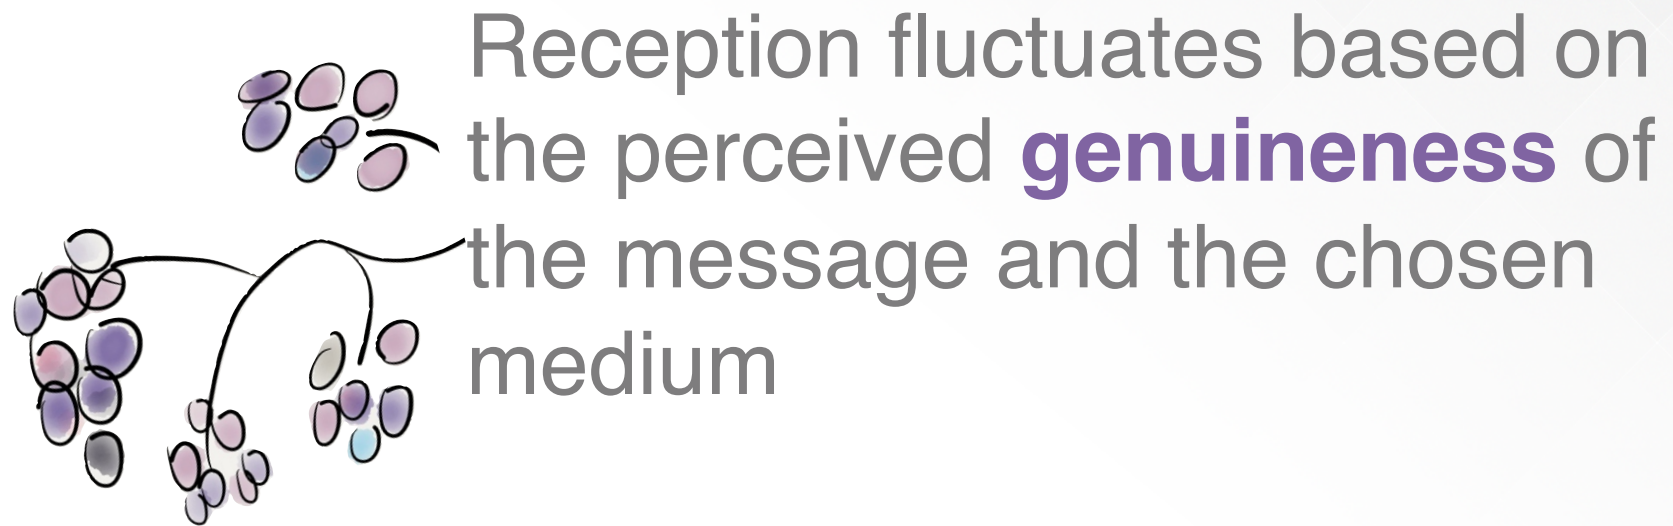 Reception fluctuates based on
the perceived genuineness of
the message and the chosen
medium